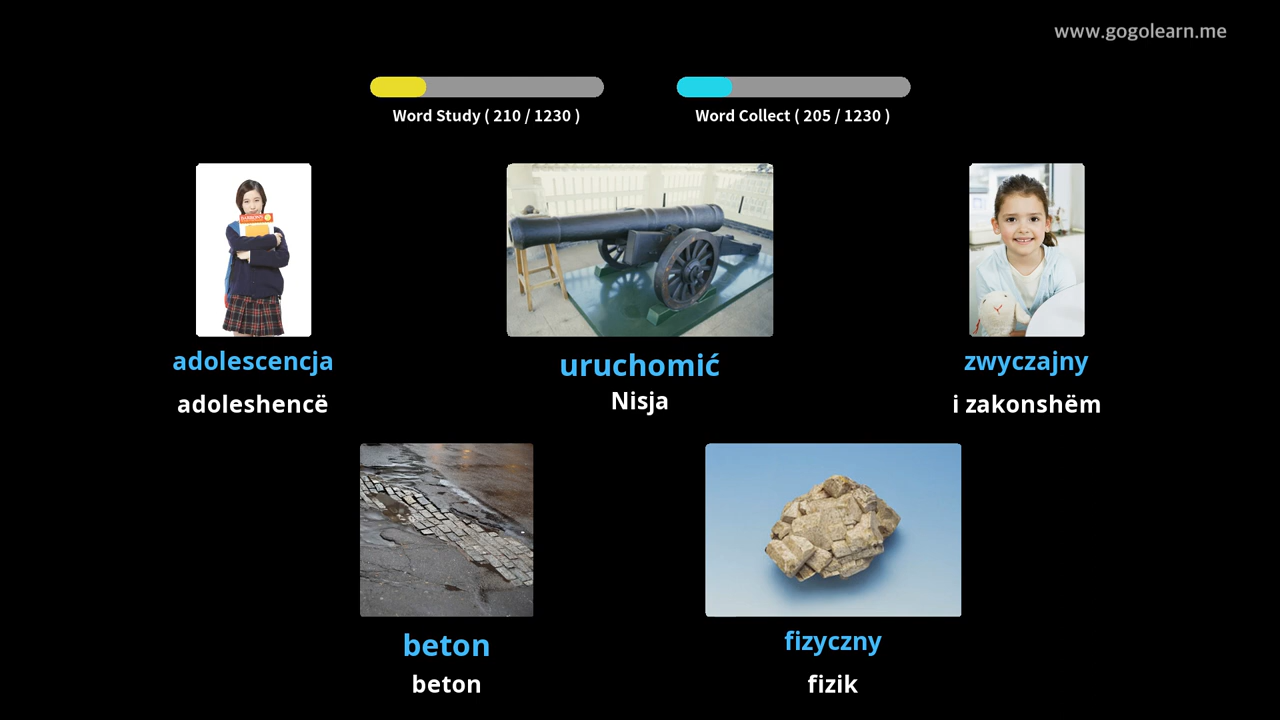 www.gogolearn.me
Word Study ( 210 / 1230 )
Word Collect ( 205 / 1230 )
adolescencja
adoleshencë
uruchomić
Nisja
zwyczajny
i zakonshëm
beton
beton
fizyczny
fizik